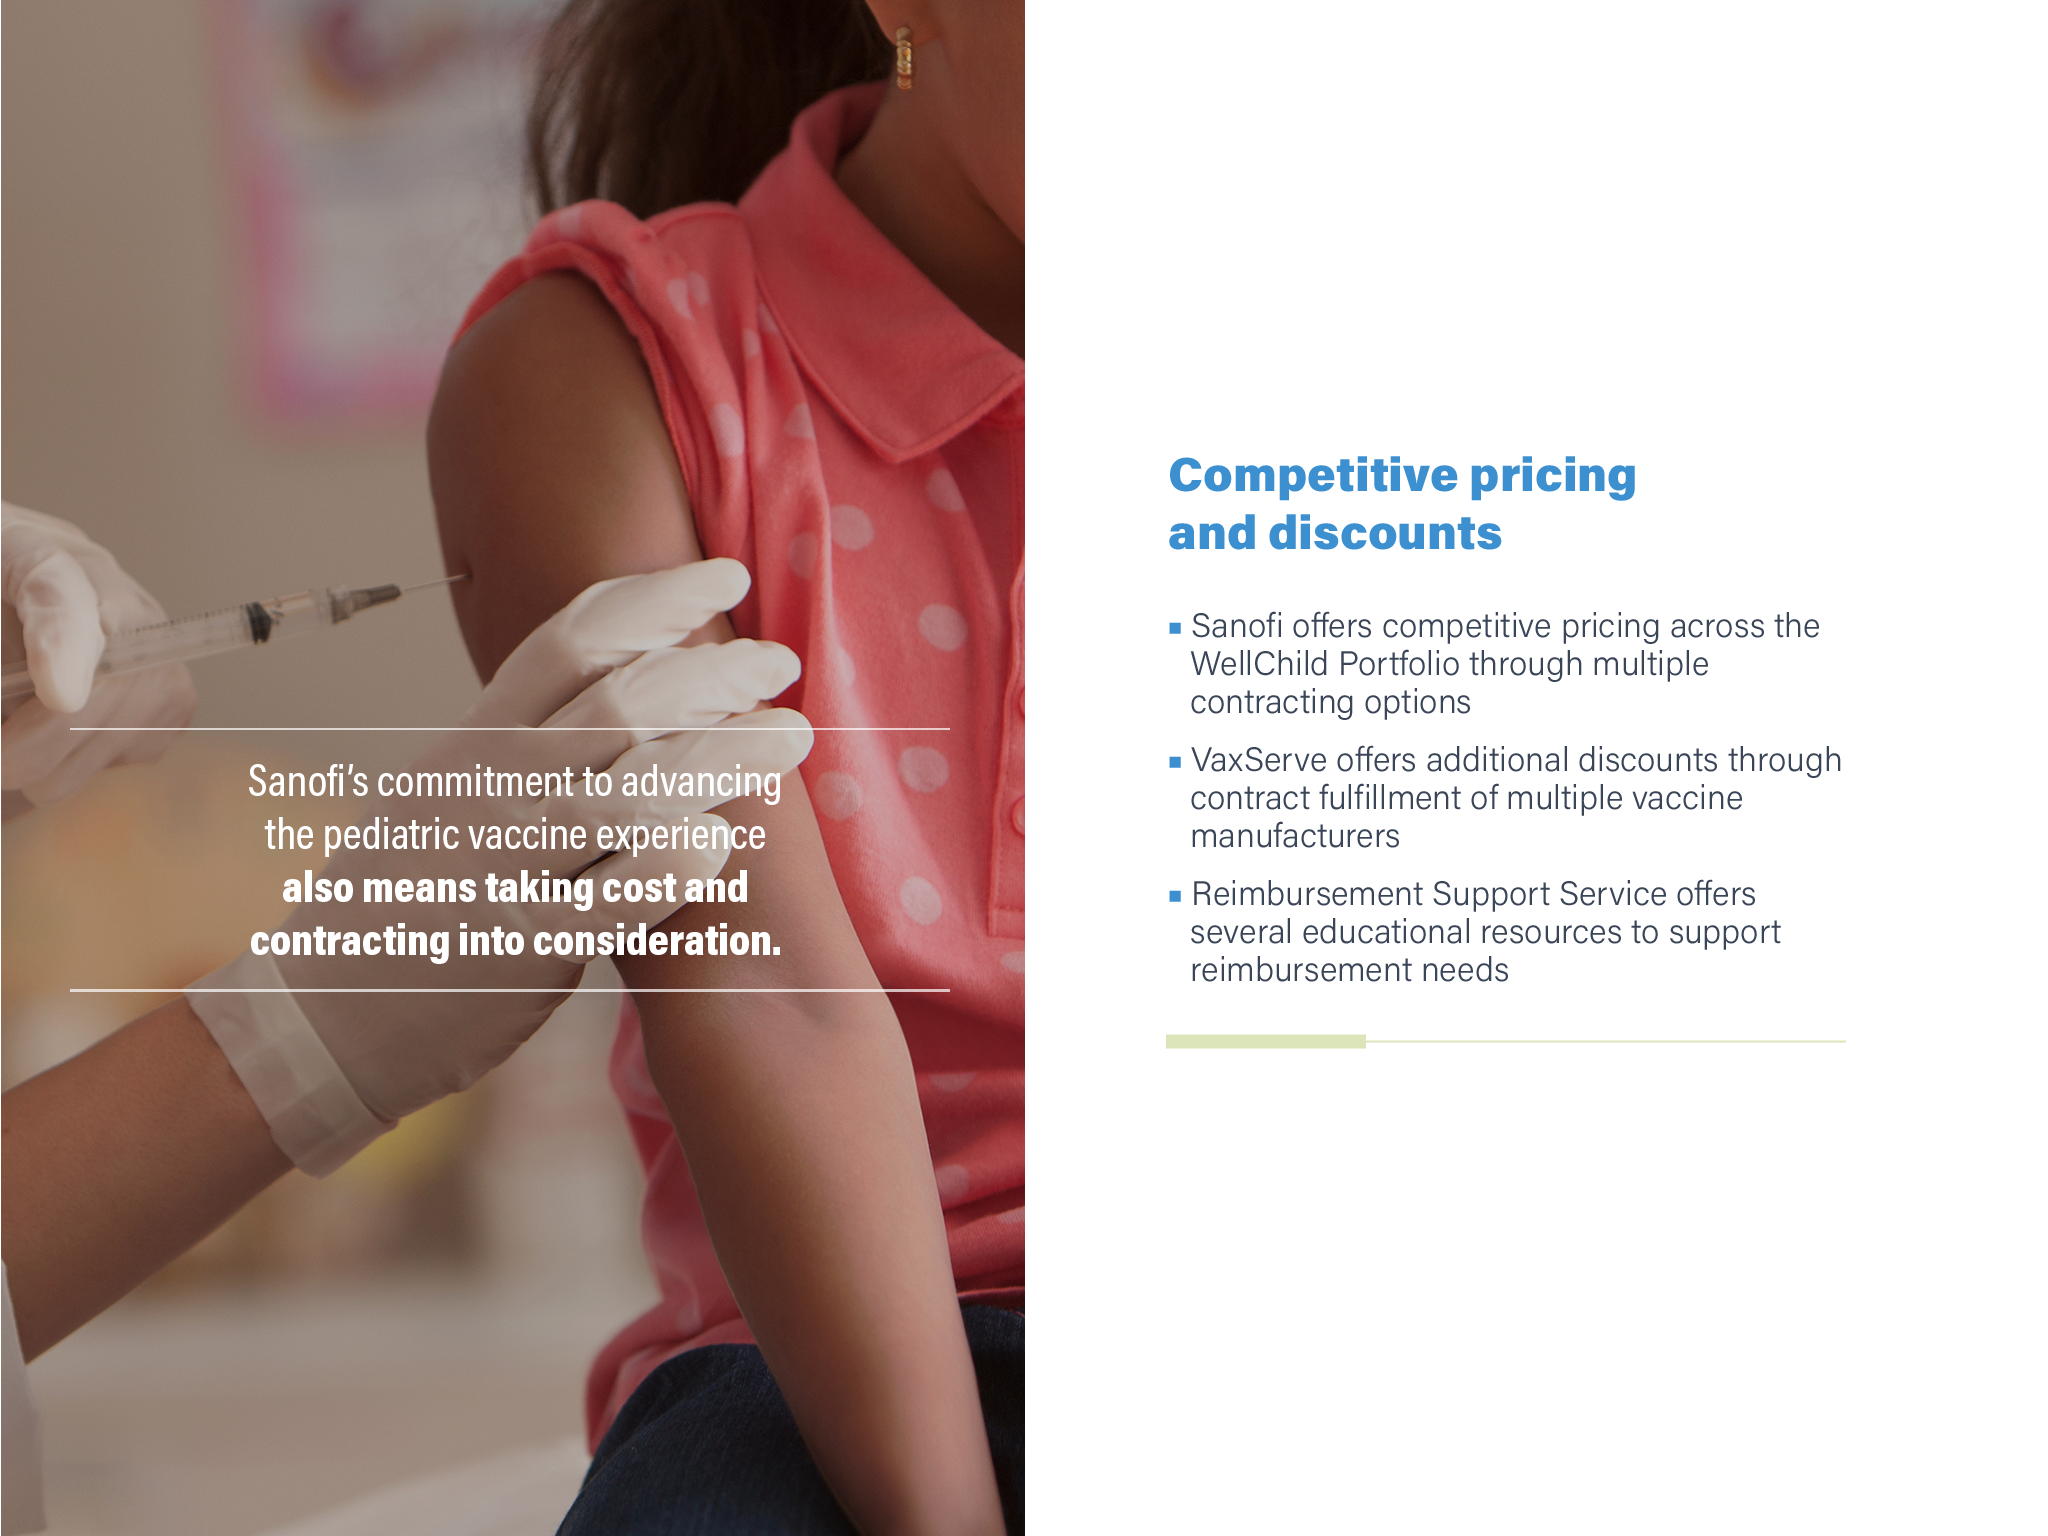 Sanofi’s commitment to advancing
the pediatric vaccine experience
also means taking cost and
contracting into consideration.
Competitive pricing
and discounts
▪ Sanofi offers competitive pricing across the
WellChild Portfolio through multiple
contracting options
▪ VaxServe offers additional discounts through
contract fulfillment of multiple vaccine
manufacturers
▪ Reimbursement Support Service offers
several educational resources to support
reimbursement needs